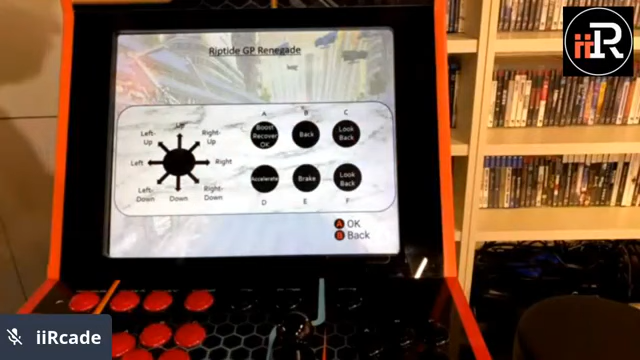 iiR
Riptide GP Renegade
A B C
Up
Left-
Up
Right-
Up
Left
Right
Left-
Down
Down
Right-
Down
Boost
Recover
OK
Back
Look
Back
Accelerate
Brake
Look
Back
D E F
A OK
B Back
iiRcade